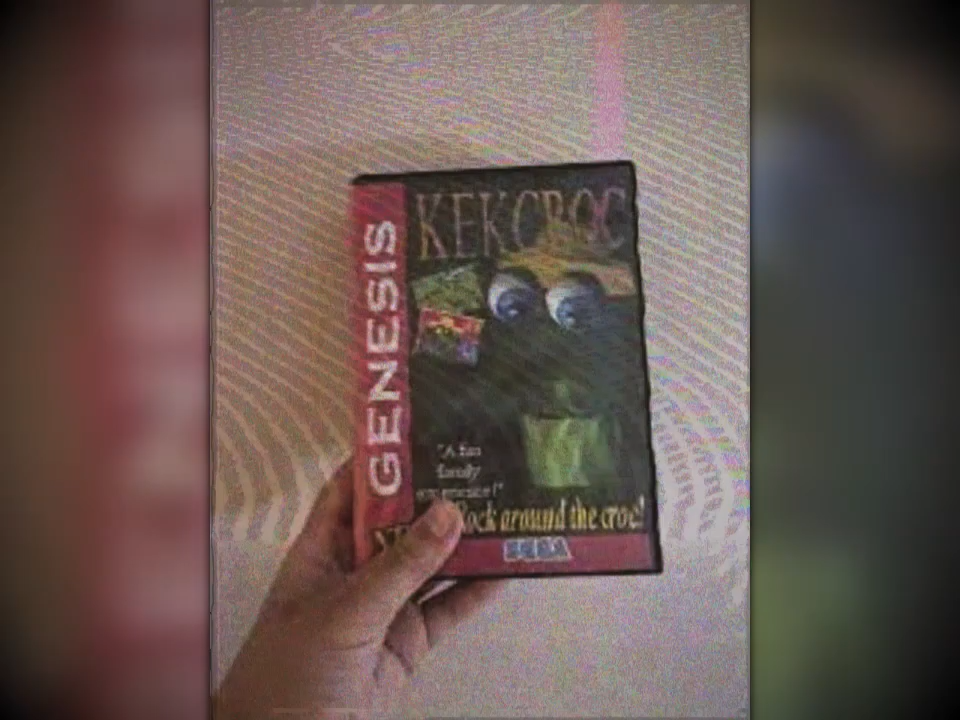 KEKCROC
GENESIS
"A fun
family
experience!"
Rock around the croc!
SEGA